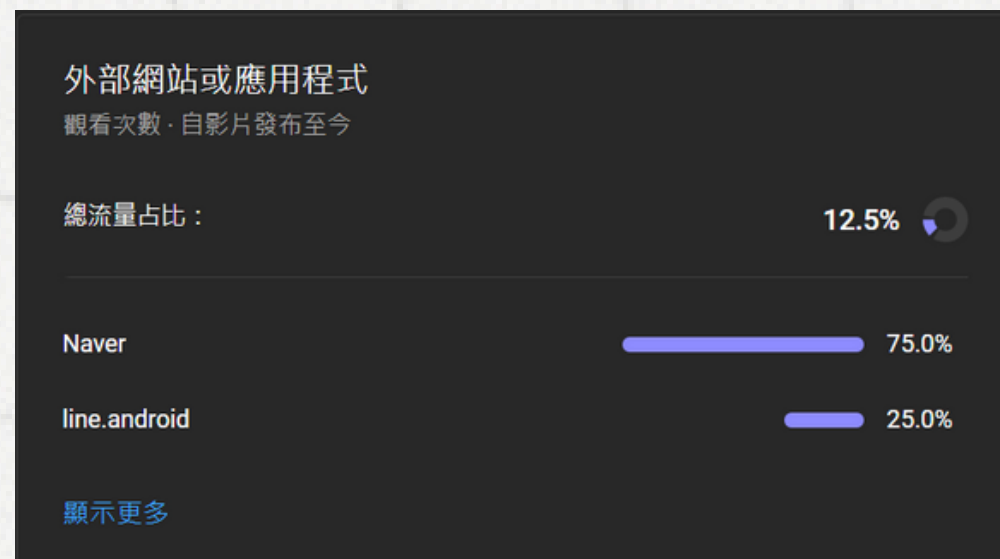 外部網站或應用程式
觀看次數 · 自影片發布至今
總流量占比：
12.5%
Naver 75.0%
line.android 25.0%
顯示更多